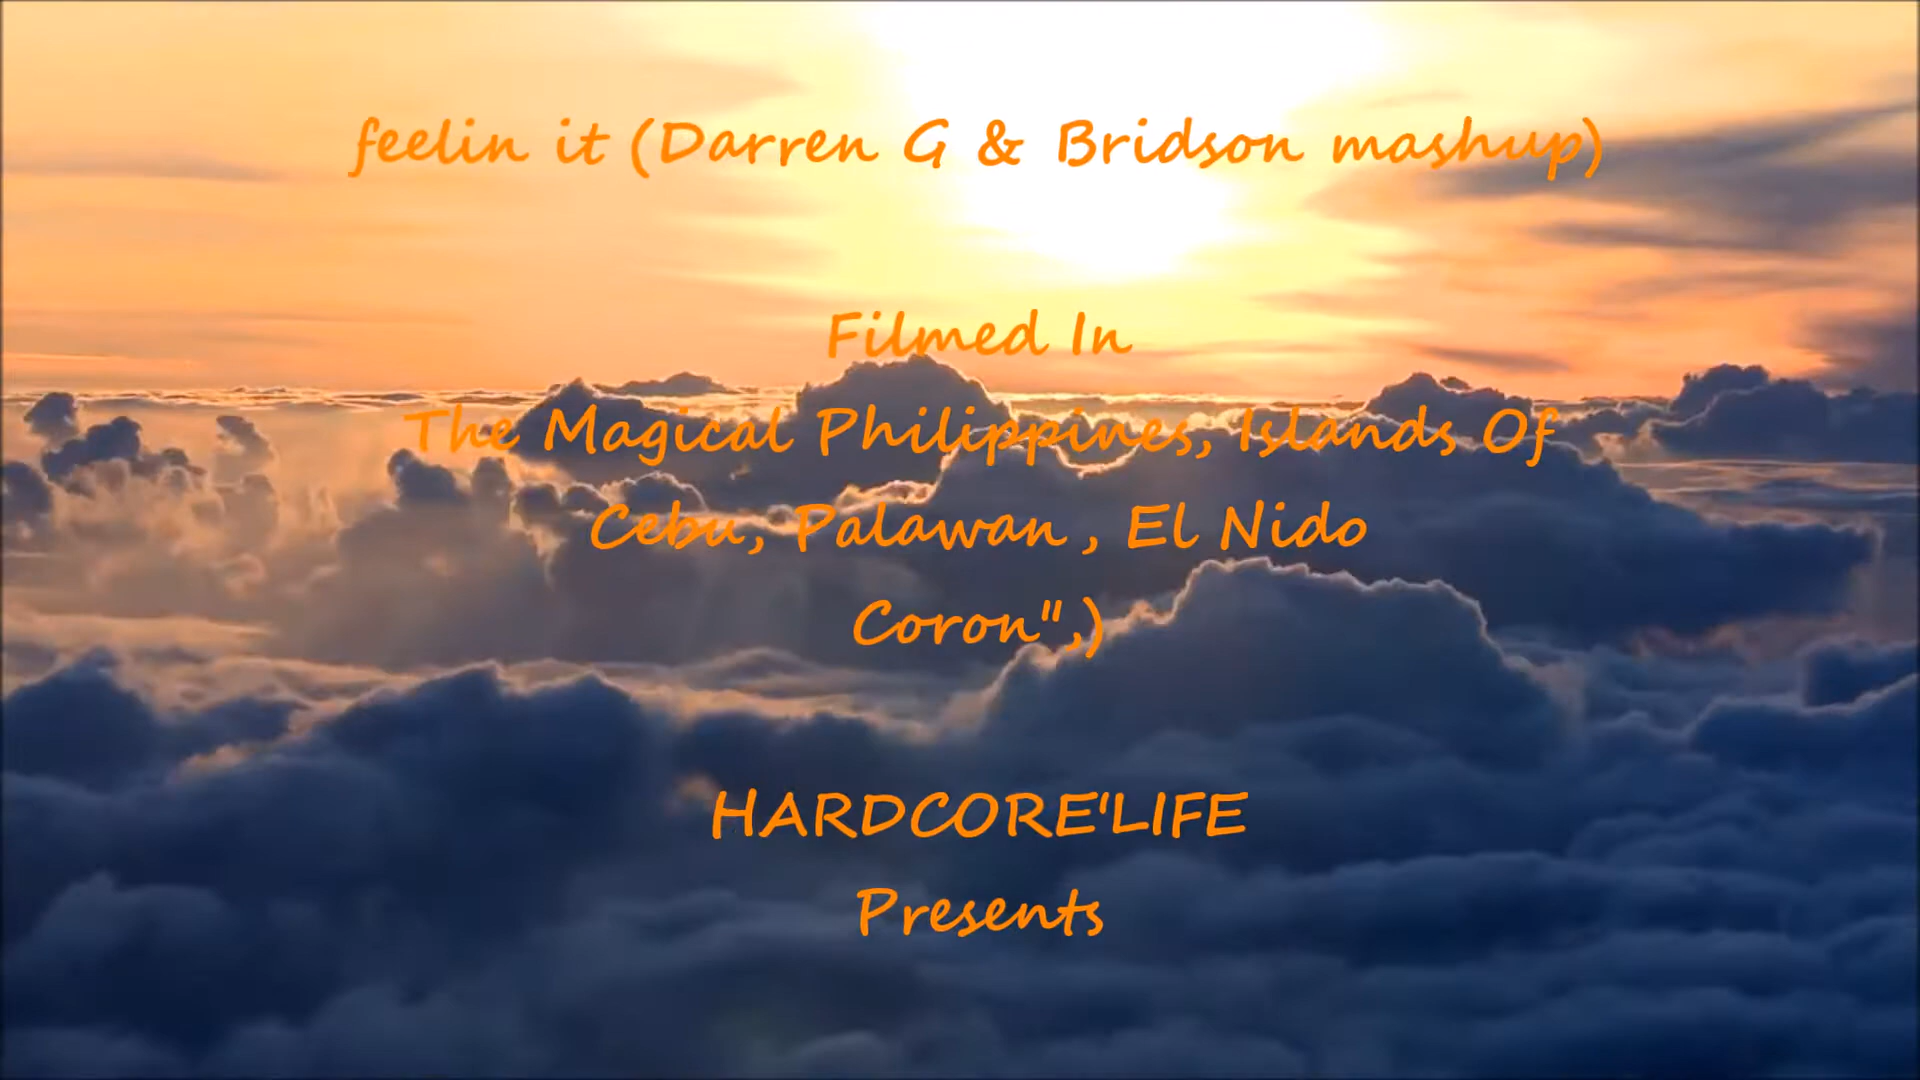 feelin it (Darren G & Bridson mashup)
Filmed In
The Magical Philippines, Islands Of
Cebu, Palawan , El Nido
Coron",)
HARDCORE'LIFE
Presents